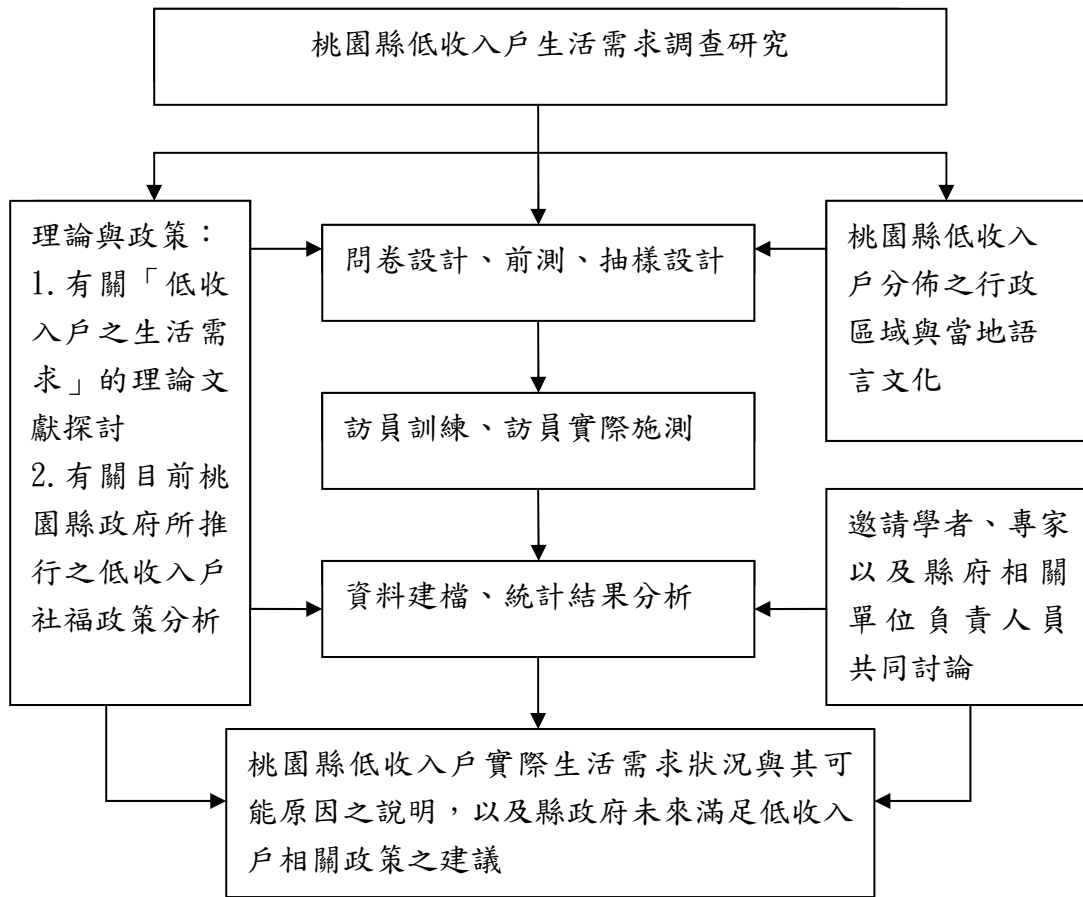 桃園縣低收入戶生活需求調查研究
理論與政策：
1.有關「低收
入戶之生活需
求」的理論文
獻探討
2.有關目前桃
園縣政府所推
行之低收入戶
社福政策分析
問卷設計、前測、抽樣設計
桃園縣低收入
戶分佈之行政
區域與當地語
言文化
訪員訓練、訪員實際施測
資料建檔、統計結果分析
邀請學者、專家
以及縣府相關
單位負責人員
共同討論
桃園縣低收入戶實際生活需求狀況與其可
能原因之說明，以及縣政府未來滿足低收入
戶相關政策之建議